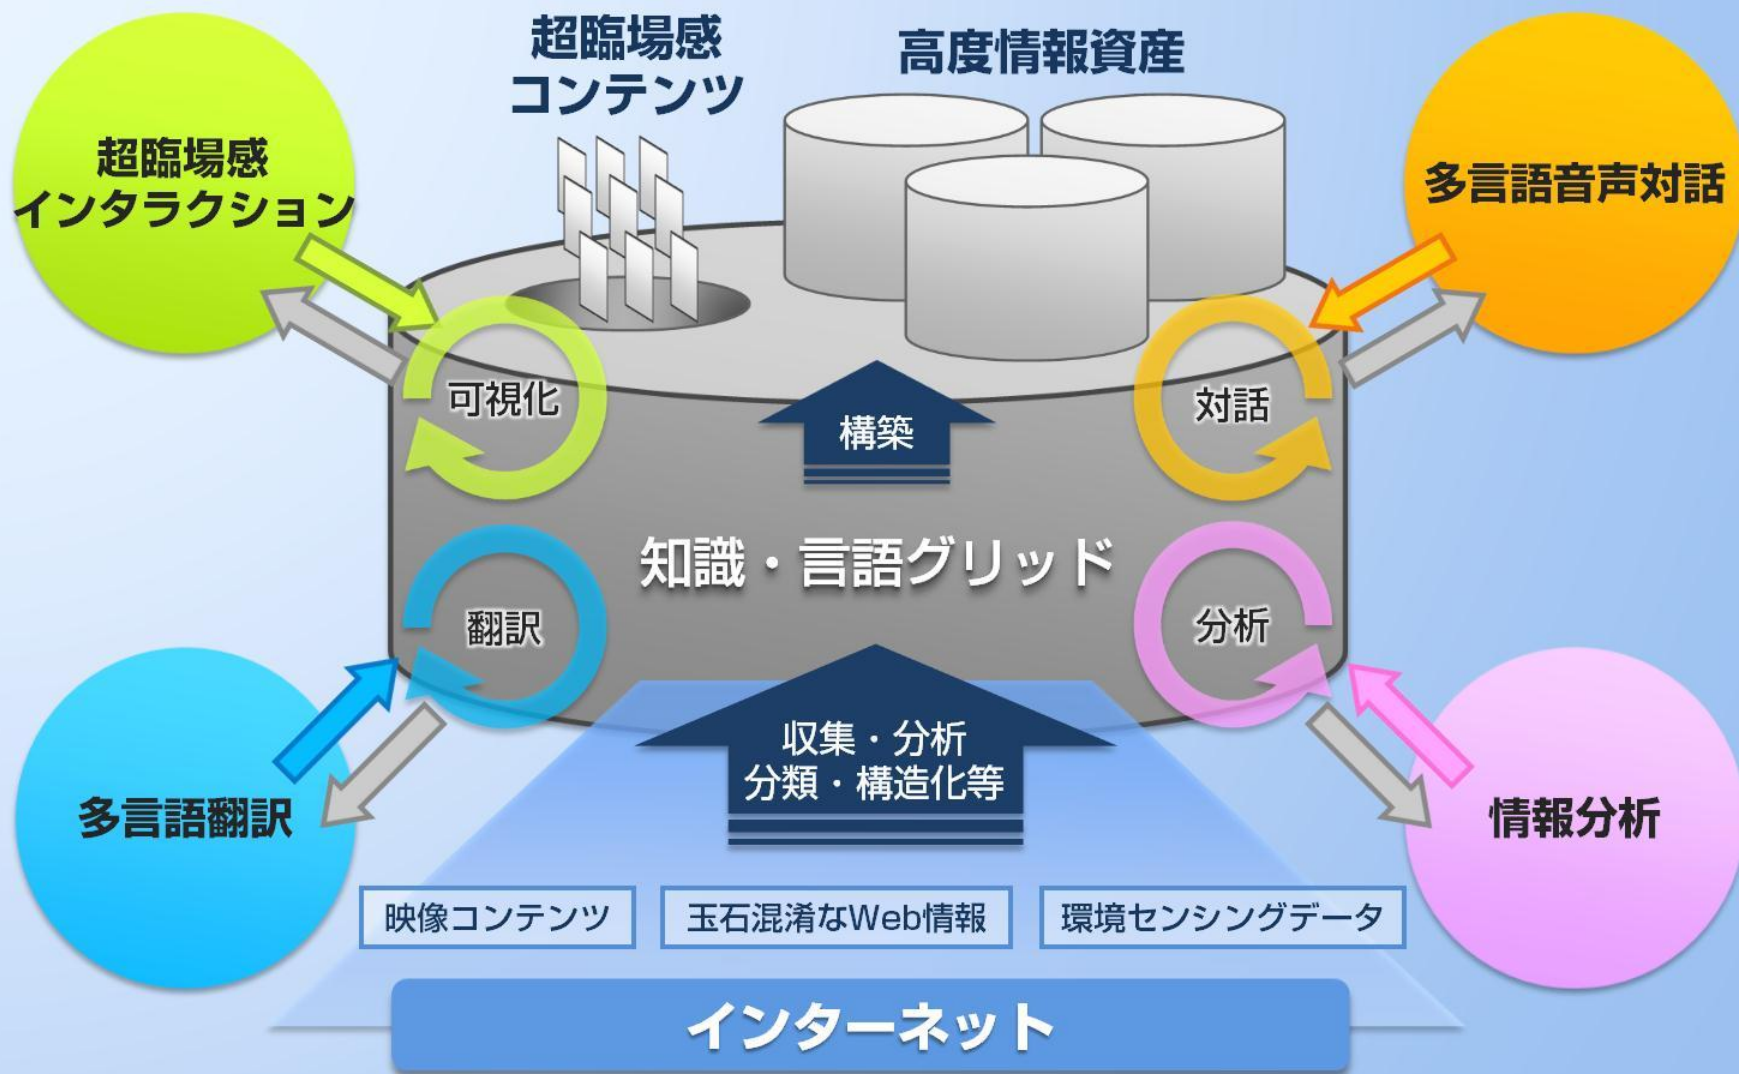 超臨場感
コンテンツ
高度情報資産
超臨場感
インタラクション
多言語音声対話
可視化
構築
対話
知識・言語グリッド
翻訳
分析
収集・分析
分類・構造化等
多言語翻訳
情報分析
映像コンテンツ
玉石混淆なWeb情報
環境センシングデータ
インターネット